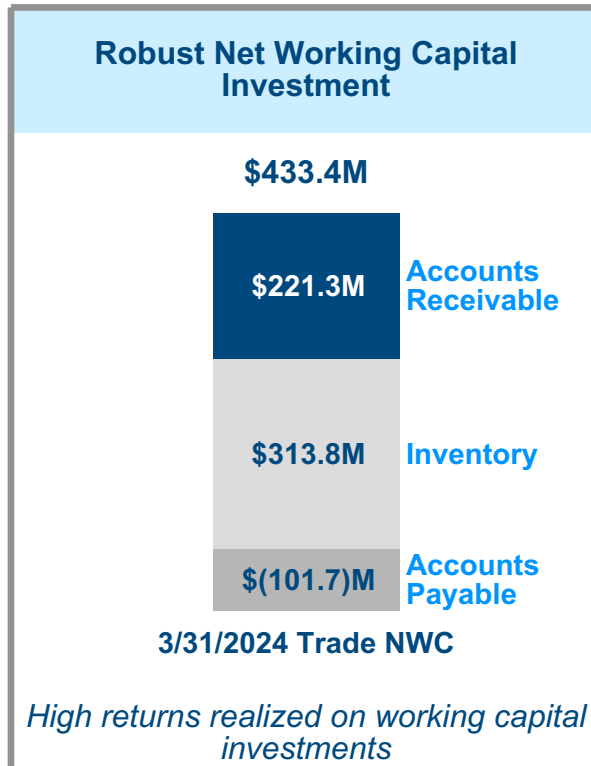 Robust Net Working Capital
Investment
$433.4M
$221.3M
Accounts
Receivable
$313.8M
Inventory
$(101.7)M
Accounts
Payable
3/31/2024 Trade NWC
High returns realized on working capital
investments